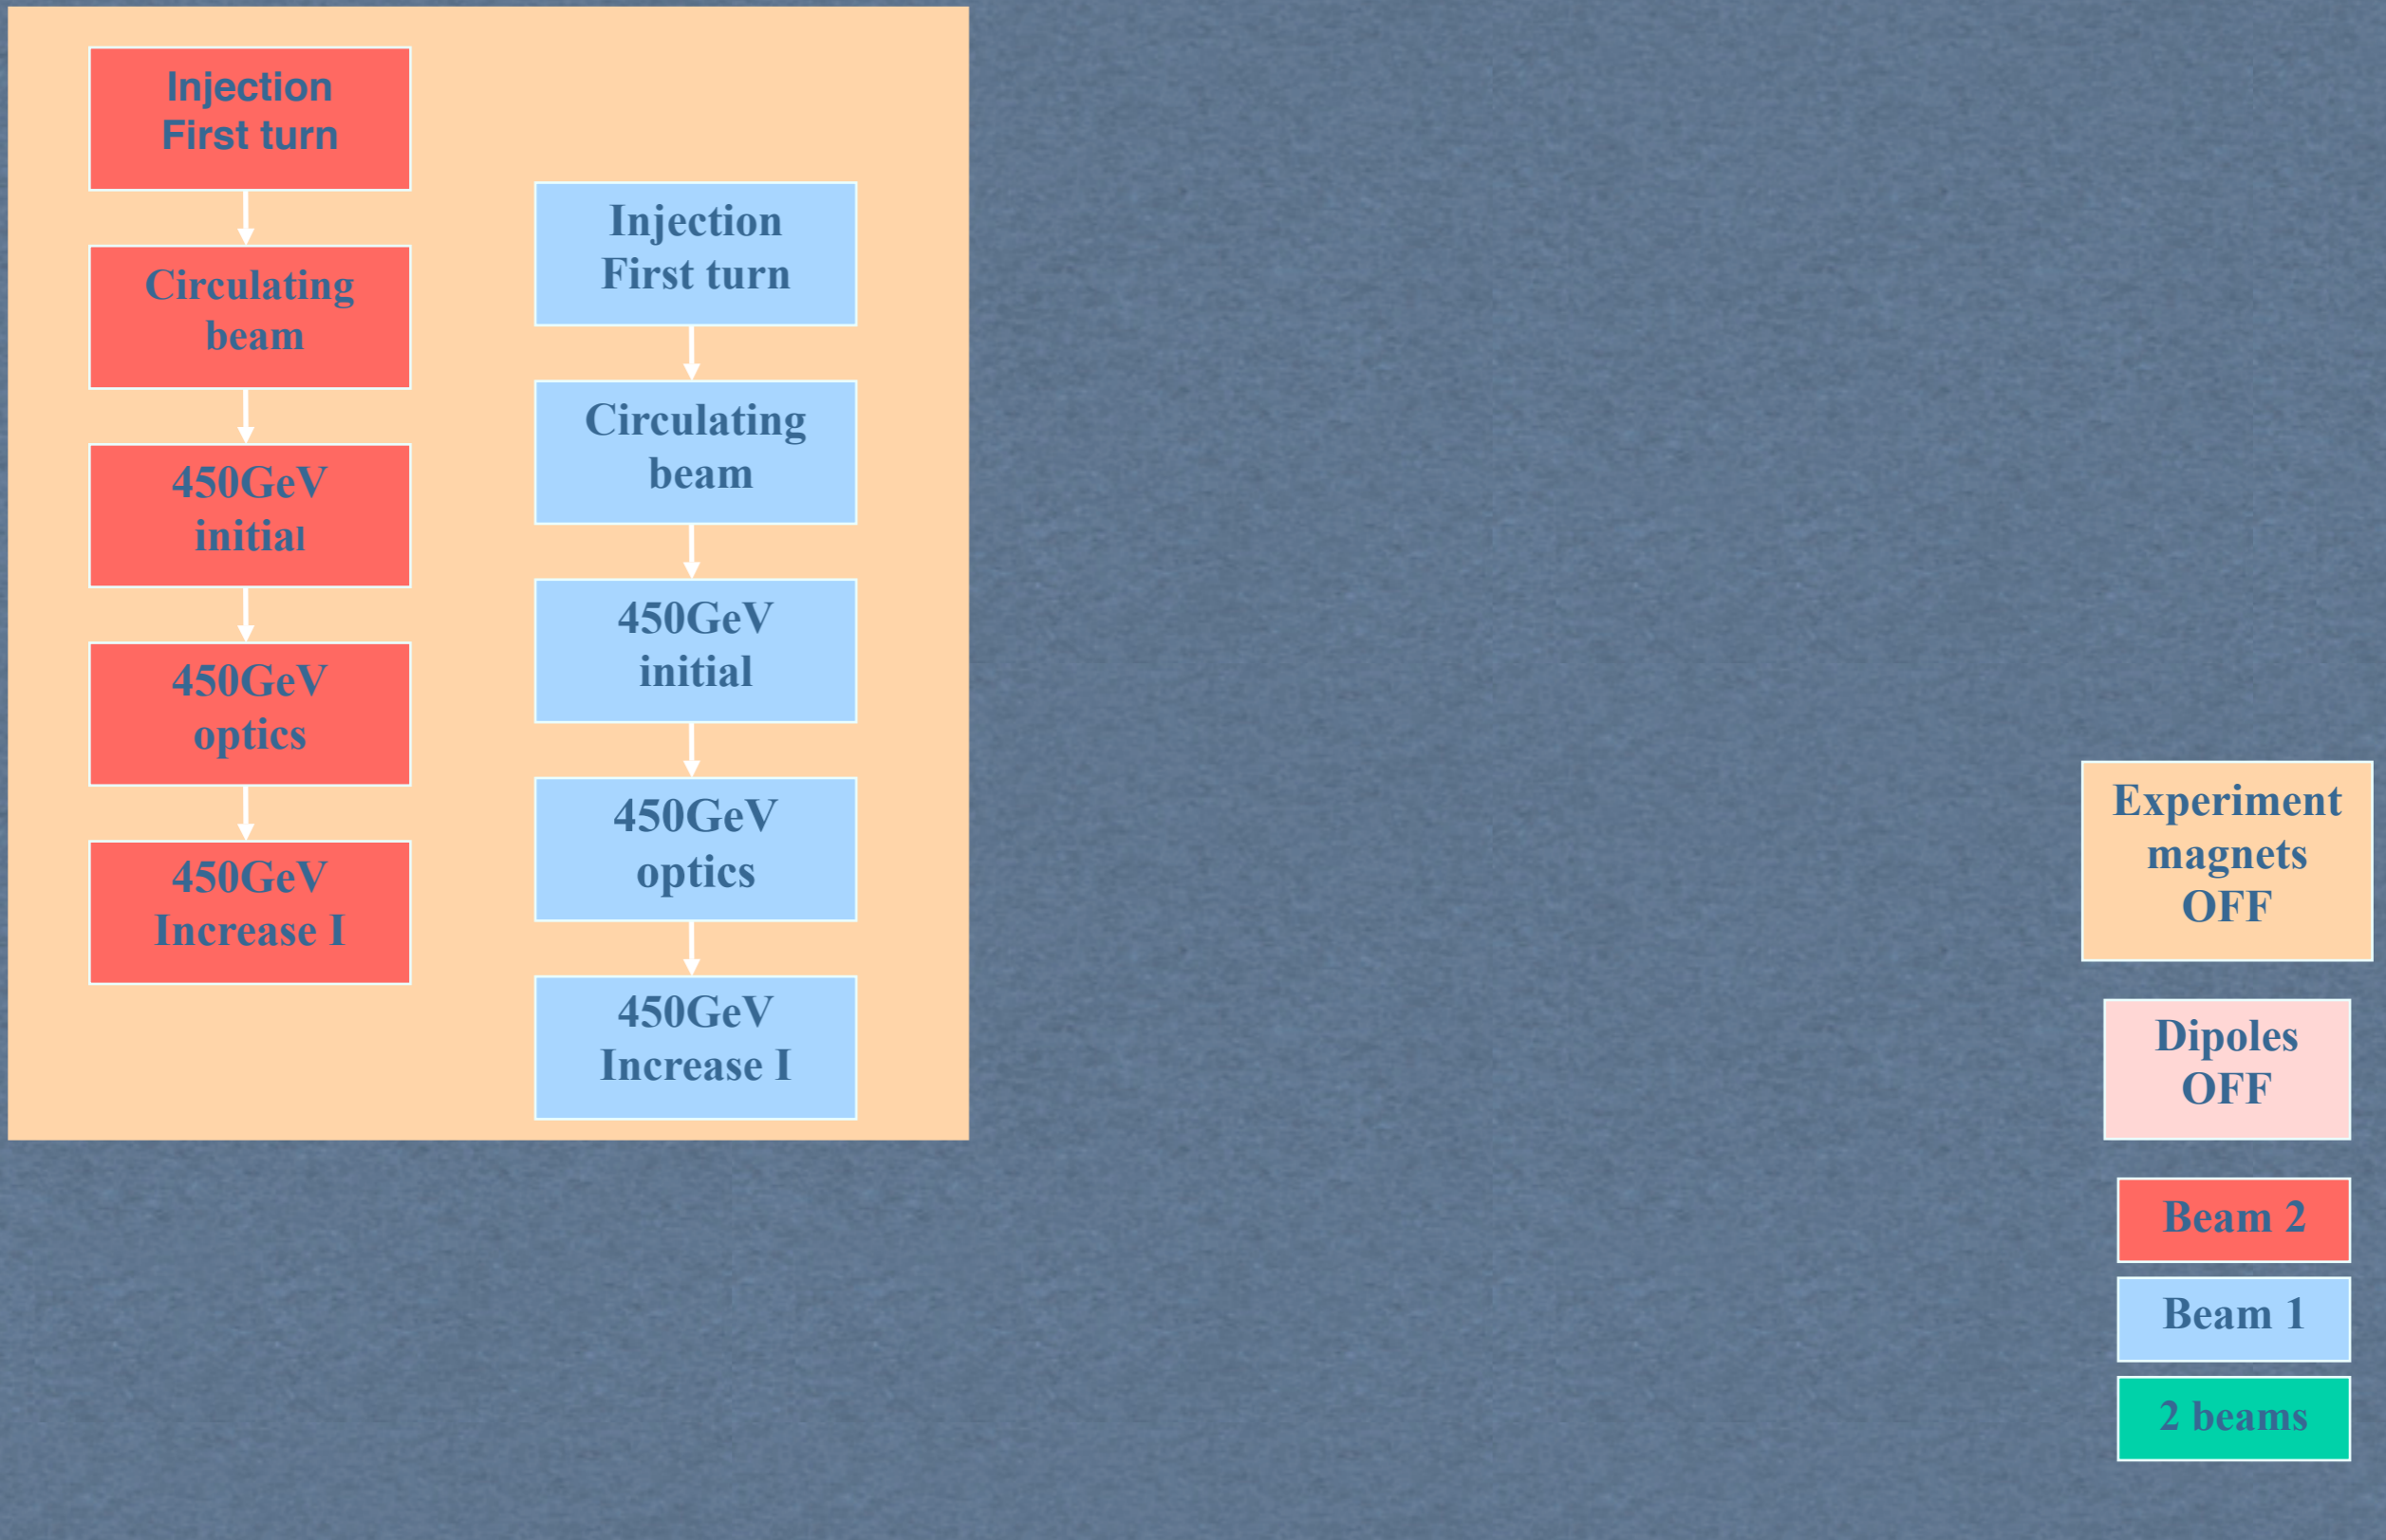 Injection
First turn
Circulating
beam
450GeV
initial
450GeV
optics
450GeV
Increase I
Injection
First turn
Circulating
beam
450GeV
initial
450GeV
optics
450GeV
Increase I
Experiment
magnets
OFF
Dipoles
OFF
Beam 2
Beam 1
2 beams